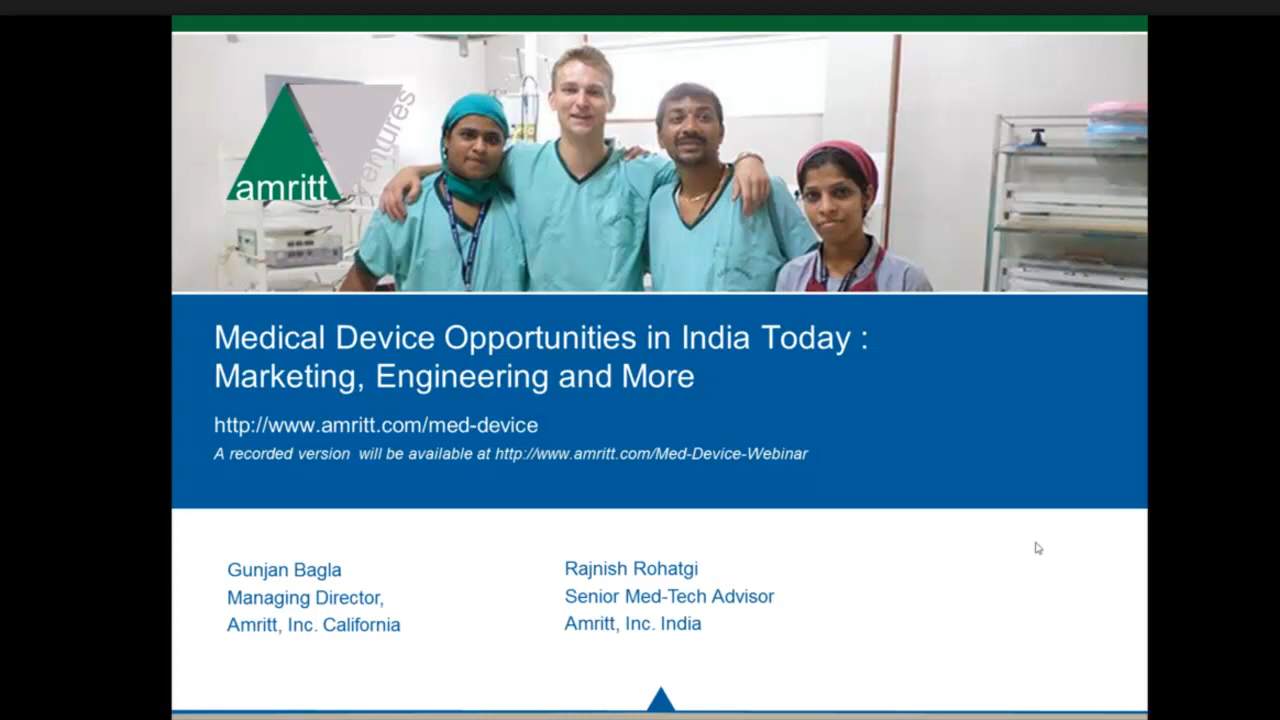 amritt
ventures
Medical Device Opportunities in India Today :
Marketing, Engineering and More
http://www.amritt.com/med-device
A recorded version will be available at http://www.amritt.com/Med-Device-Webinar
Gunjan Bagla
Managing Director,
Amritt, Inc. California
Rajnish Rohatgi
Senior Med-Tech Advisor
Amritt, Inc. India